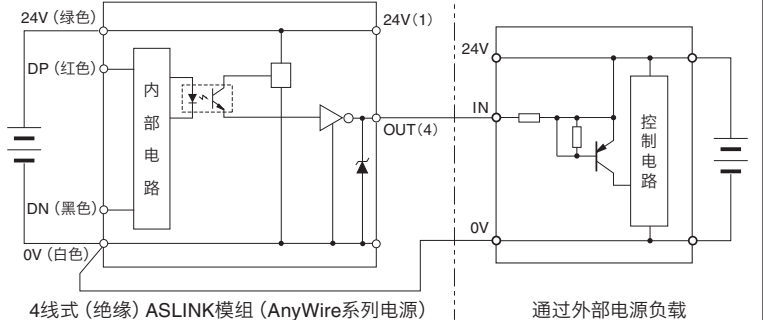 24V（绿色）
24V（1）
DP（红色）
内部电路
OUT（4）
DN（黑色）
0V（白色）
24V
IN
控制电路
0V
4线式（绝缘）ASLINK模组（AnyWire系列电源）
通过外部电源负载